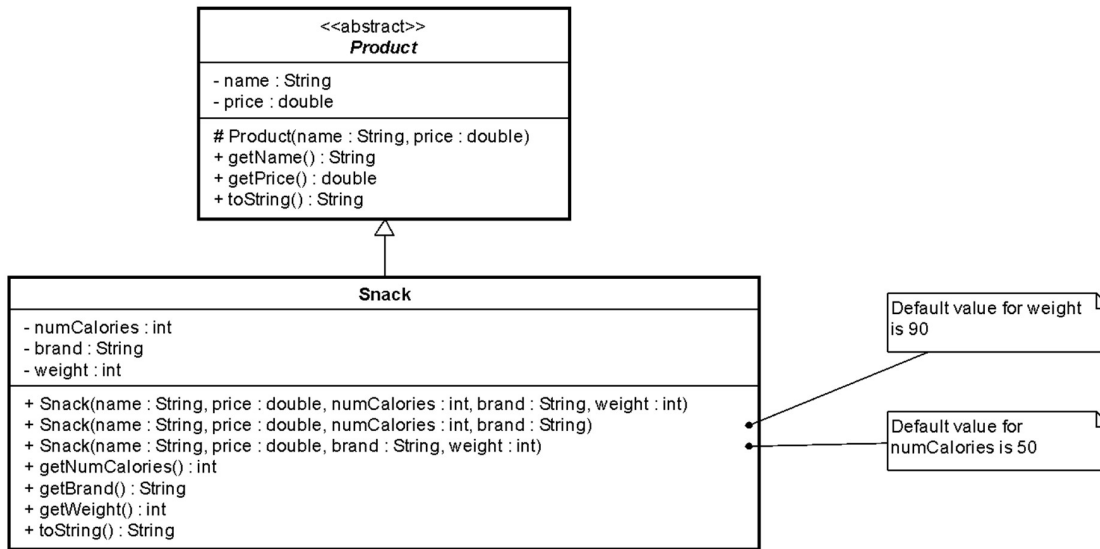 <<abstract>>
Product
- name : String
- price : double
# Product(name : String, price : double)
+ getName() : String
+ getPrice() : double
+ toString() : String
Snack
- numCalories : int
- brand : String
- weight : int
+ Snack(name : String, price : double, numCalories : int, brand : String, weight : int)
+ Snack(name : String, price : double, numCalories : int, brand : String)
+ Snack(name : String, price : double, brand : String, weight : int)
+ getNumCalories() : int
+ getBrand() : String
+ getWeight() : int
+ toString() : String
Default value for weight
is 90
Default value for
numCalories is 50